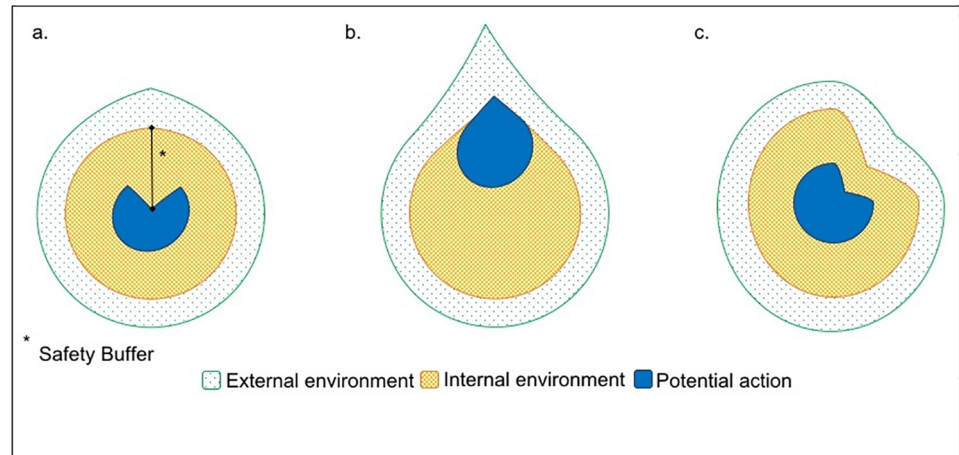 a.
b.
c.
*
* Safety Buffer
External environment
Internal environment
Potential action